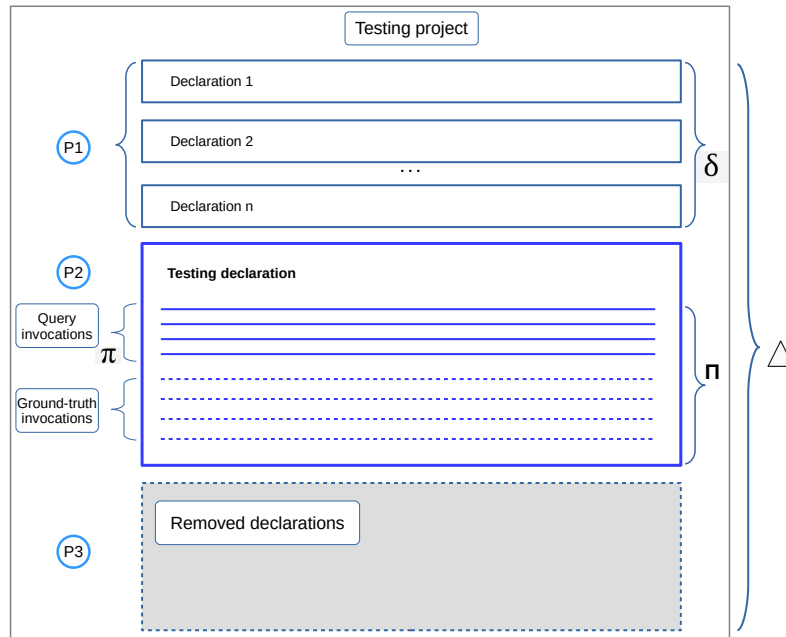 Testing project
Declaration 1
P1
Declaration 2
...
δ
Declaration n
P2
Testing declaration
Query
invocations
π
Π
△
Ground-truth
invocations
Removed declarations
P3